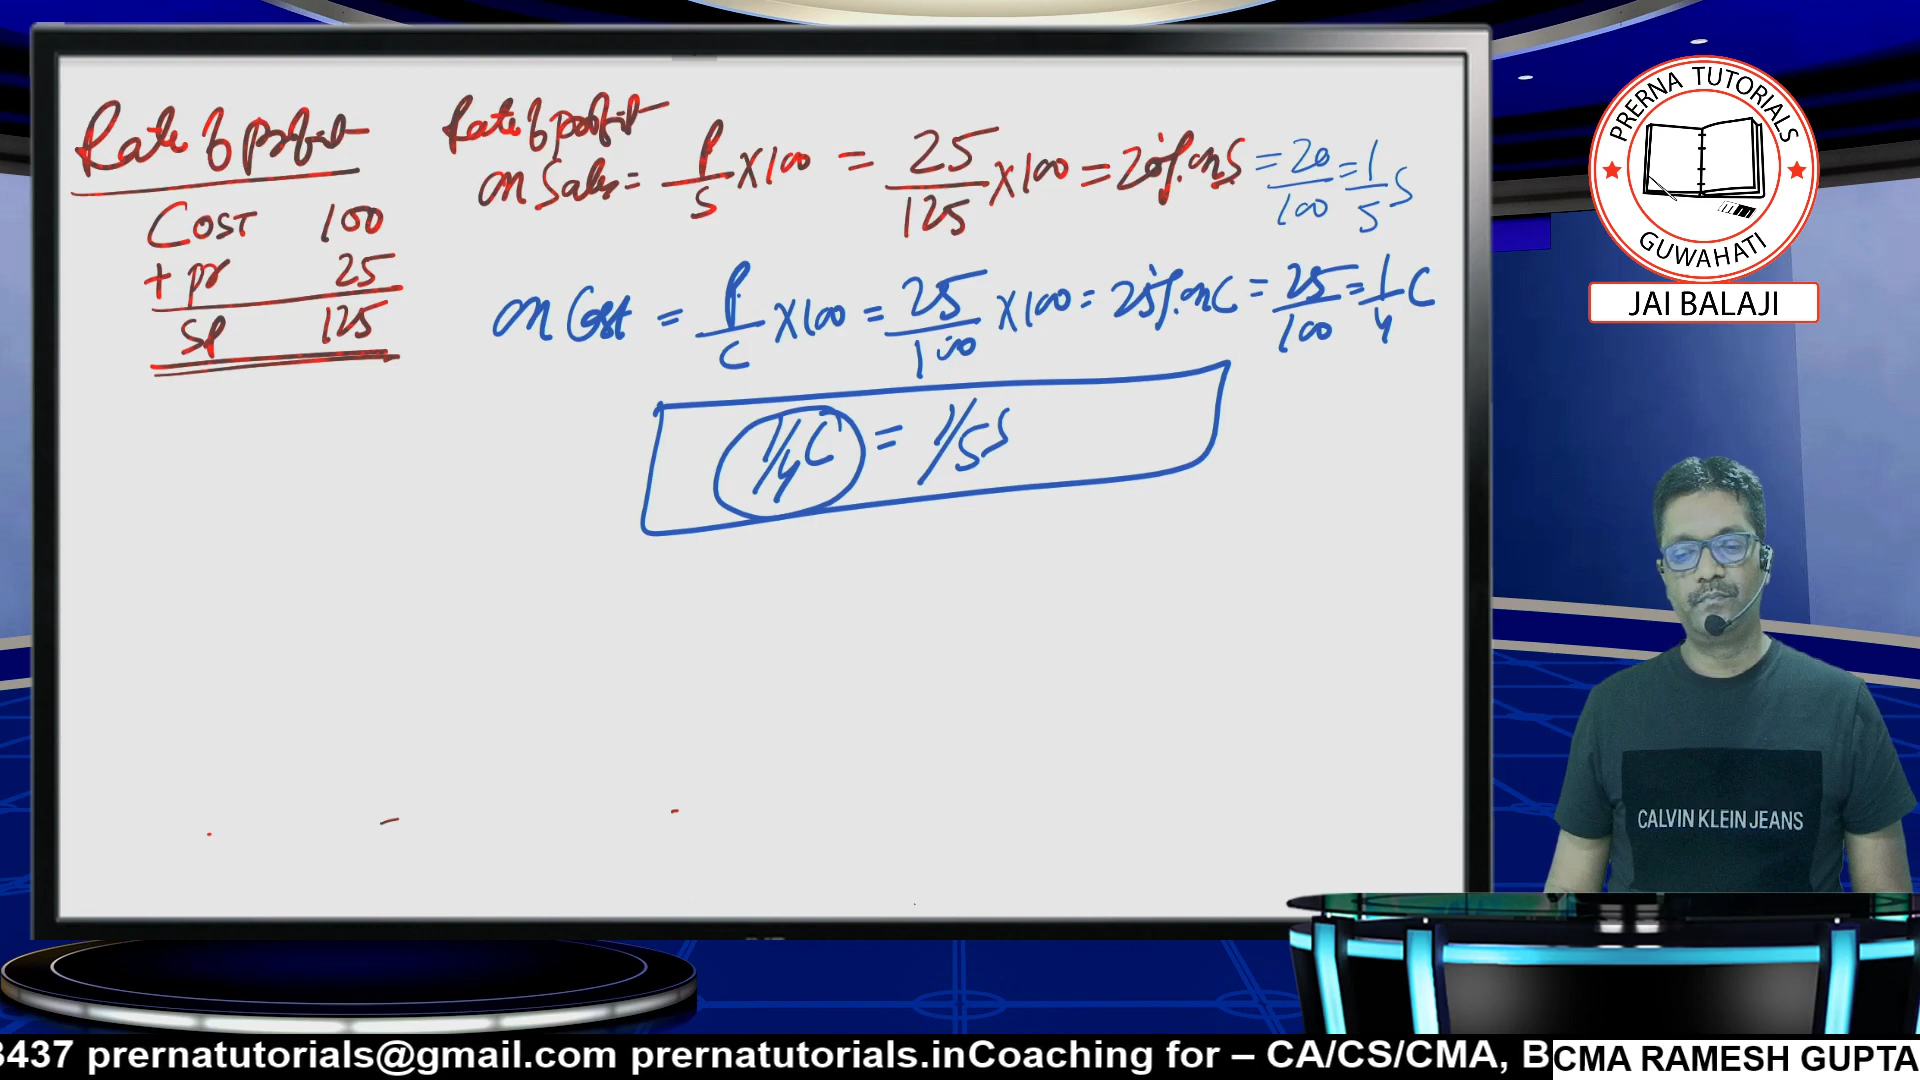 Rate of profit
Cost 100
+ pr 25
SP 125
Rate of profit
on Sales = P/S × 100 = 25/125 × 100 = 20% on S = 20/100 = 1/5 S
on Cost = P/C × 100 = 25/100 × 100 = 25% on C = 25/100 = 1/4 C
1/4 C = 1/5 S
PRERNA TUTORIALS
GUWAHATI
JAI BALAJI
CALVIN KLEIN JEANS
3437 prernatutorials@gmail.com prernatutorials.inCoaching for – CA/CS/CMA, B
CMA RAMESH GUPTA